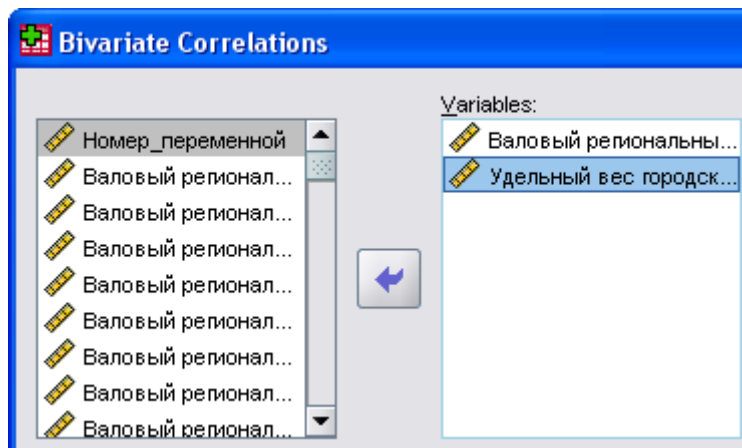 Bivariate Correlations
Номер_переменной
Валовый регионал...
Валовый регионал...
Валовый регионал...
Валовый регионал...
Валовый регионал...
Валовый регионал...
Валовый регионал...
Валовый регионал...
Variables:
Валовый региональны...
Удельный вес городск...